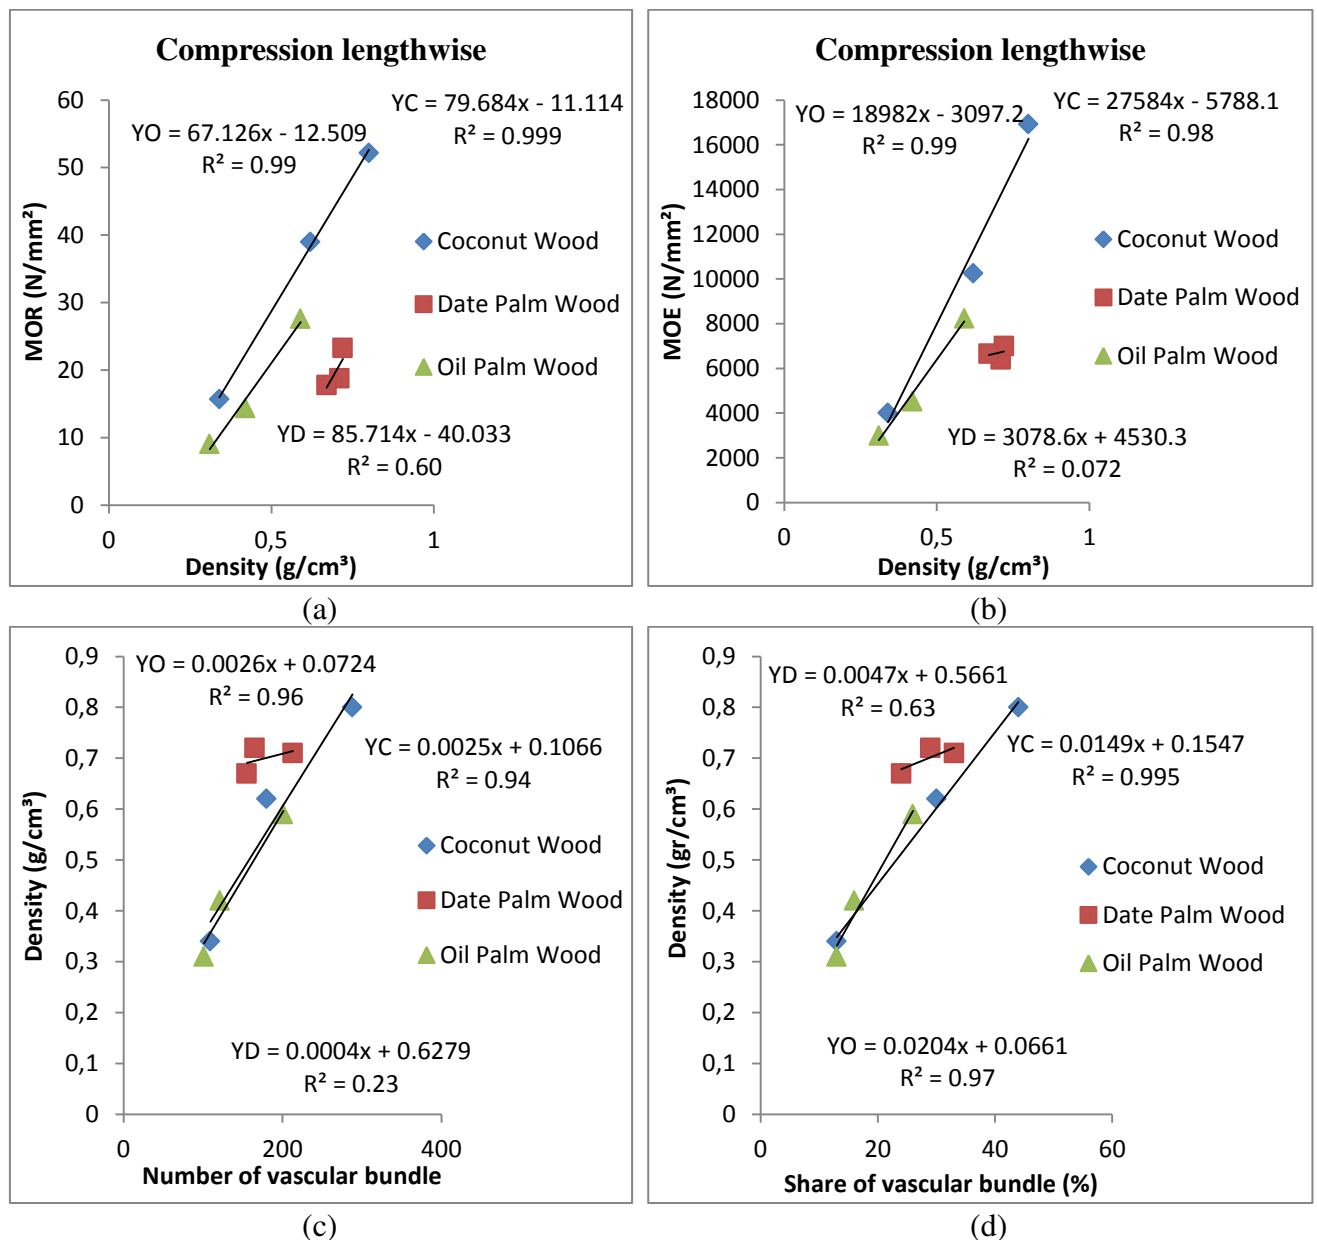 Compression lengthwise
YC = 79.684x - 11.114
R² = 0.999
YO = 67.126x - 12.509
R² = 0.99
60
50
40
30
20
10
0
MOR (N/mm²)
Coconut Wood
Date Palm Wood
Oil Palm Wood
YD = 85.714x - 40.033
R² = 0.60
0
0,5
1
Density (g/cm³)
(a)
Compression lengthwise
YC = 27584x - 5788.1
R² = 0.98
YO = 18982x - 3097.2
R² = 0.99
18000
16000
14000
12000
10000
8000
6000
4000
2000
0
MOE (N/mm²)
Coconut Wood
Date Palm Wood
Oil Palm Wood
YD = 3078.6x + 4530.3
R² = 0.072
0
0,5
1
Density (g/cm³)
(b)
0,9
0,8
0,7
0,6
0,5
0,4
0,3
0,2
0,1
0
Density (g/cm³)
YO = 0.0026x + 0.0724
R² = 0.96
YC = 0.0025x + 0.1066
R² = 0.94
Coconut Wood
Date Palm Wood
Oil Palm Wood
YD = 0.0004x + 0.6279
R² = 0.23
0
200
400
Number of vascular bundle
(c)
0,9
0,8
0,7
0,6
0,5
0,4
0,3
0,2
0,1
0
Density (gr/cm³)
YD = 0.0047x + 0.5661
R² = 0.63
YC = 0.0149x + 0.1547
R² = 0.995
Coconut Wood
Date Palm Wood
Oil Palm Wood
YO = 0.0204x + 0.0661
R² = 0.97
0
20
40
60
Share of vascular bundle (%)
(d)